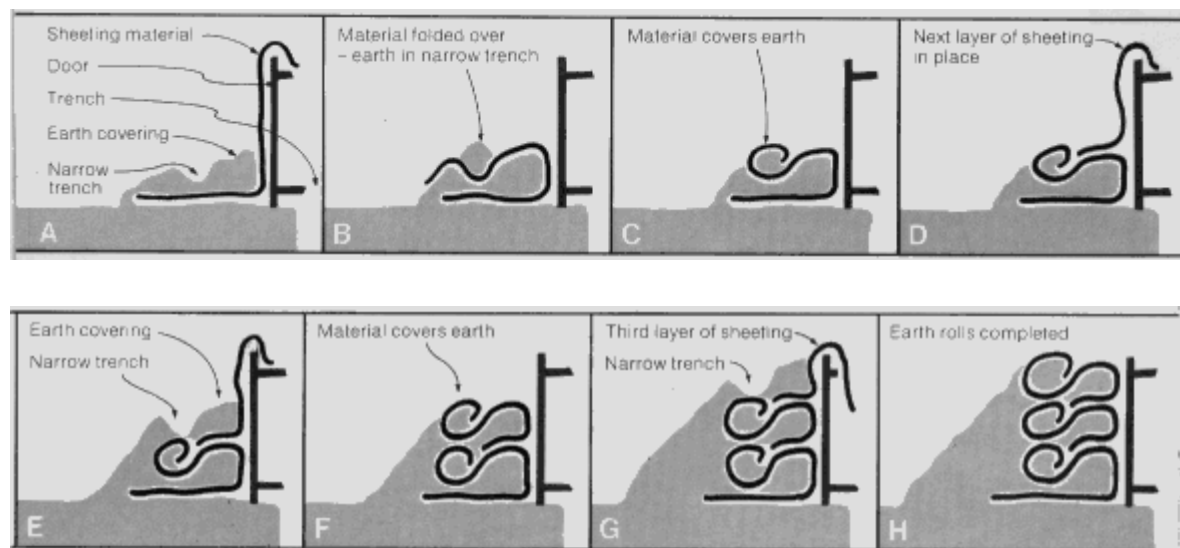 Sheeting material
Door
Trench
Earth covering
Narrow
trench
A
Material folded over
– earth in narrow trench
B
Material covers earth
C
Next layer of sheeting
in place
D
Earth covering
Narrow trench
E
Material covers earth
F
Third layer of sheeting
Narrow trench
G
Earth rolls completed
H